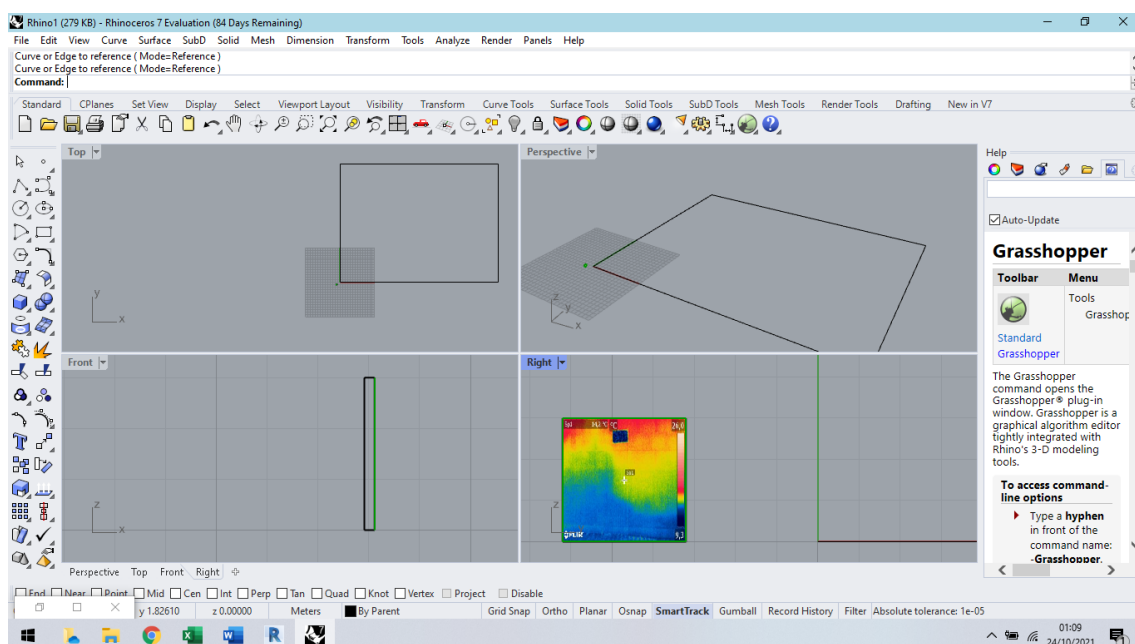 Rhino1 (279 KB) - Rhinoceros 7 Evaluation (84 Days Remaining)
File Edit View Curve Surface SubD Solid Mesh Dimension Transform Tools Analyze Render Panels Help
Curve or Edge to reference ( Mode=Reference )
Curve or Edge to reference ( Mode=Reference )
Command:
Standard CPlanes Set View Display Select Viewport Layout Visibility Transform Curve Tools Surface Tools Solid Tools SubD Tools Mesh Tools Render Tools Drafting New in V7
Top
y
x
Perspective
z
y
x
Front
z
x
Right
26,0
z
9,3
Help
Auto-Update
Grasshopper
Toolbar Menu
Tools
Grasshop
Standard
Grasshopper
The Grasshopper
command opens the
Grasshopper® plug-in
window. Grasshopper is a
graphical algorithm editor
tightly integrated with
Rhino's 3-D modeling
tools.
To access command-
line options
Type a hyphen
in front of the
command name:
-Grasshopper.
Perspective Top Front Right
End Near Point Mid Cen Int Perp Tan Quad Knot Vertex Project Disable
y 1.82610 z 0.00000 Meters By Parent Grid Snap Ortho Planar Osnap SmartTrack Gumball Record History Filter Absolute tolerance: 1e-05
01:09
24/10/2021